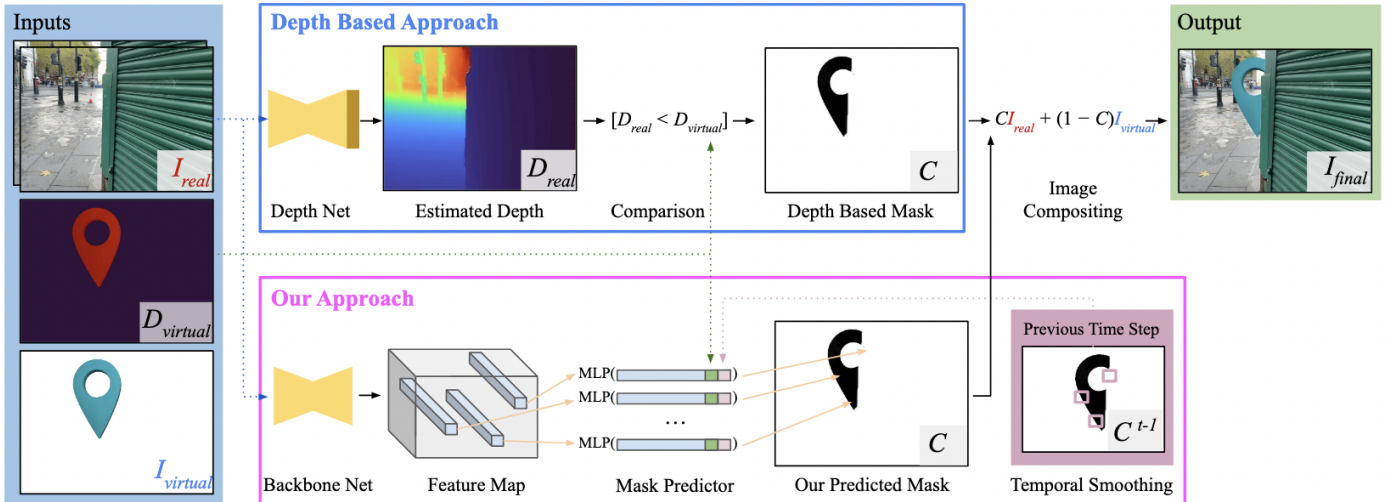 Inputs
I_real
D_virtual
I_virtual
Depth Based Approach
D_real
[D_real < D_virtual]
C
Depth Net
Estimated Depth
Comparison
Depth Based Mask
CI_real + (1 − C)I_virtual
Image
Compositing
Output
I_final
Our Approach
MLP( )
MLP( )
...
MLP( )
C
Previous Time Step
C^t-1
Backbone Net
Feature Map
Mask Predictor
Our Predicted Mask
Temporal Smoothing